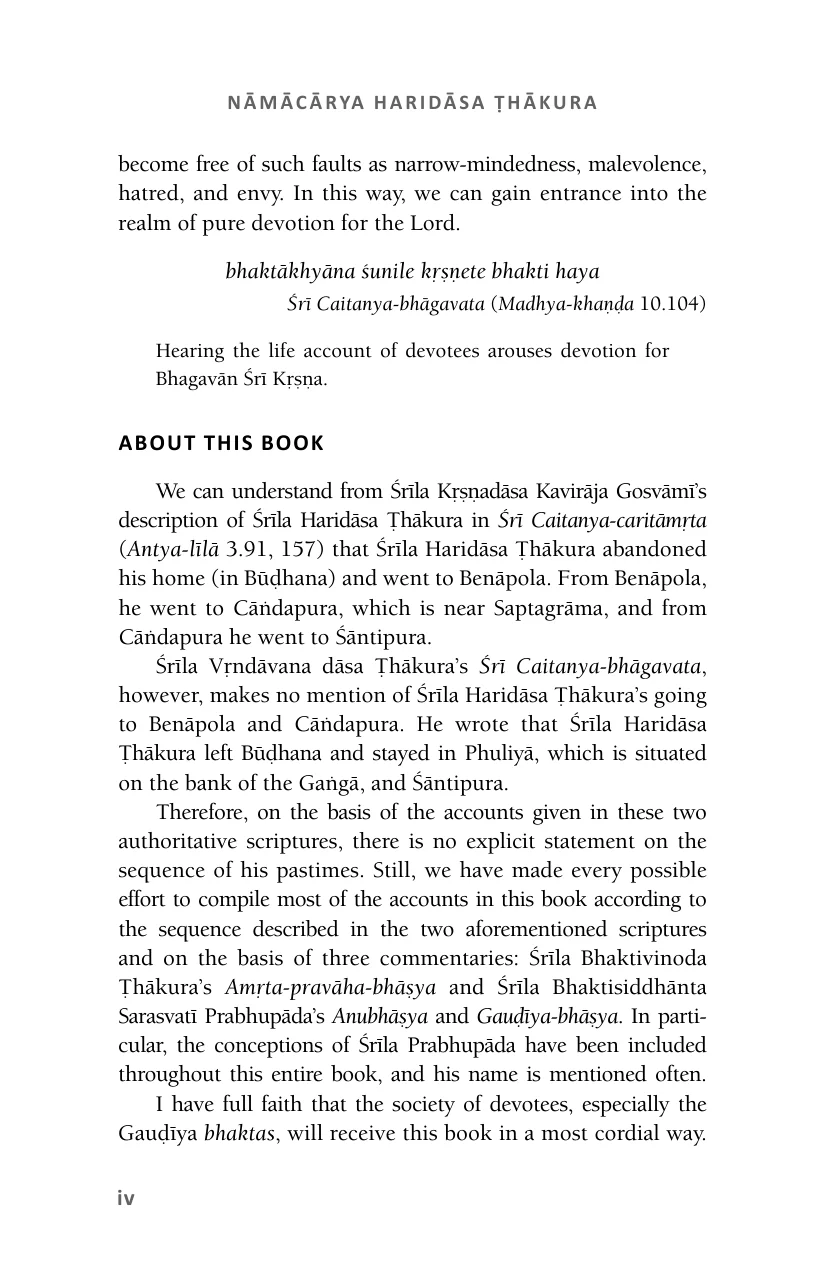 NĀMĀCĀRYA HARIDĀSA ṬHĀKURA
become free of such faults as narrow-mindedness, malevolence,
hatred, and envy. In this way, we can gain entrance into the
realm of pure devotion for the Lord.
bhaktākhyāna śunile kṛṣṇete bhakti haya
Śrī Caitanya-bhāgavata (Madhya-khaṇḍa 10.104)
Hearing the life account of devotees arouses devotion for
Bhagavān Śrī Kṛṣṇa.
ABOUT THIS BOOK
We can understand from Śrīla Kṛṣṇadāsa Kavirāja Gosvāmī’s
description of Śrīla Haridāsa Ṭhākura in Śrī Caitanya-caritāmṛta
(Antya-līlā 3.91, 157) that Śrīla Haridāsa Ṭhākura abandoned
his home (in Būḍhana) and went to Benāpola. From Benāpola,
he went to Cāṅdapura, which is near Saptagrāma, and from
Cāṅdapura he went to Śāntipura.
Śrīla Vṛndāvana dāsa Ṭhākura’s Śrī Caitanya-bhāgavata,
however, makes no mention of Śrīla Haridāsa Ṭhākura’s going
to Benāpola and Cāṅdapura. He wrote that Śrīla Haridāsa
Ṭhākura left Būḍhana and stayed in Phuliyā, which is situated
on the bank of the Gaṅgā, and Śāntipura.
Therefore, on the basis of the accounts given in these two
authoritative scriptures, there is no explicit statement on the
sequence of his pastimes. Still, we have made every possible
effort to compile most of the accounts in this book according to
the sequence described in the two aforementioned scriptures
and on the basis of three commentaries: Śrīla Bhaktivinoda
Ṭhākura’s Amṛta-pravāha-bhāṣya and Śrīla Bhaktisiddhānta
Sarasvatī Prabhupāda’s Anubhāṣya and Gauḍīya-bhāṣya. In parti-
cular, the conceptions of Śrīla Prabhupāda have been included
throughout this entire book, and his name is mentioned often.
I have full faith that the society of devotees, especially the
Gauḍīya bhaktas, will receive this book in a most cordial way.
iv